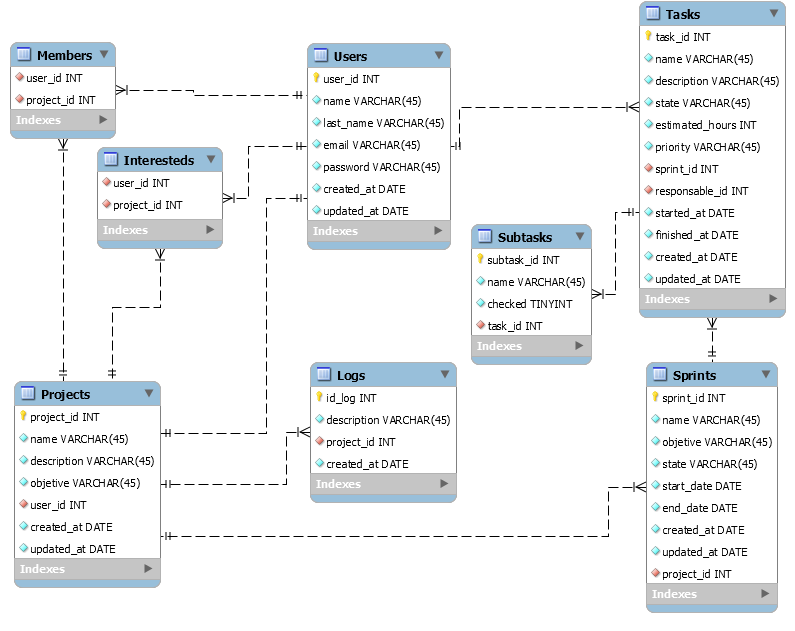 Members
user_id INT
project_id INT
Indexes
Interesteds
user_id INT
project_id INT
Indexes
Users
user_id INT
name VARCHAR(45)
last_name VARCHAR(45)
email VARCHAR(45)
password VARCHAR(45)
created_at DATE
updated_at DATE
Indexes
Tasks
task_id INT
name VARCHAR(45)
description VARCHAR(45)
state VARCHAR(45)
estimated_hours INT
priority VARCHAR(45)
sprint_id INT
responsable_id INT
started_at DATE
finished_at DATE
created_at DATE
updated_at DATE
Indexes
Subtasks
subtask_id INT
name VARCHAR(45)
checked TINYINT
task_id INT
Indexes
Projects
project_id INT
name VARCHAR(45)
description VARCHAR(45)
objetive VARCHAR(45)
user_id INT
created_at DATE
updated_at DATE
Indexes
Logs
id_log INT
description VARCHAR(45)
project_id INT
created_at DATE
Indexes
Sprints
sprint_id INT
name VARCHAR(45)
objetive VARCHAR(45)
state VARCHAR(45)
start_date DATE
end_date DATE
created_at DATE
updated_at DATE
project_id INT
Indexes